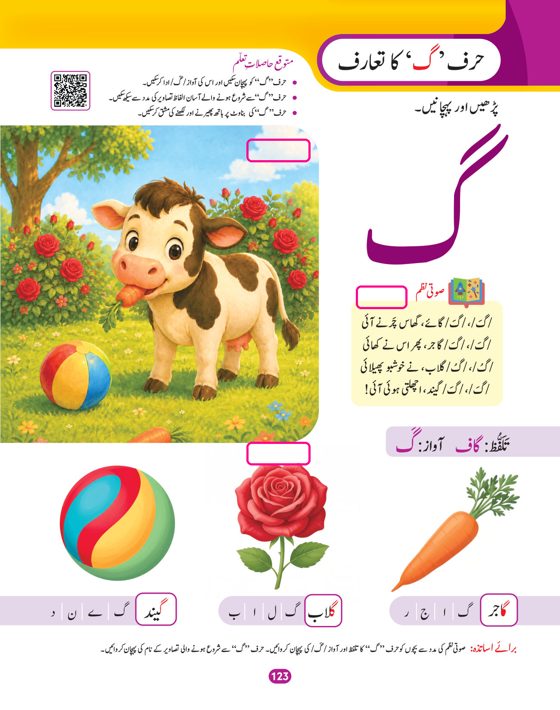 حرف ’گ‘ کا تعارف
متوقع حاصلاتِ تعلّم
• حرف ”گ“ کو پہچان سکیں اور اس کی آواز /گَ/ ادا کر سکیں۔
• حرف ”گ“ سے شروع ہونے والے آسان الفاظ تصاویر کی مدد سے سیکھ سکیں۔
• حرف ”گ“ کی بناوٹ پر ہاتھ پھیرنے اور لکھنے کی مشق کر سکیں۔
پڑھیں اور پہچانیں۔
گ
صوتی نظم
/گَ/، /گَ/ گائے، گھاس چَرنے آئی
/گَ/، /گَ/ گاجر، پھر اس نے کھائی
/گَ/، /گَ/ گلاب، نے خوشبو پھیلائی
/گَ/، /گَ/ گیند، اچھلتی ہوئی آئی!
تَلَفُّظ: گاف آواز: گَ
گاجر گ | ا | ج | ر
گلاب گ | ل | ا | ب
گیند گ | ے | ن | د
برائے اساتذہ: صوتی نظم کی مدد سے بچوں کو حرف ”گ“ کا تلفظ اور آواز /گَ/ کی پہچان کروائیں۔ حرف ”گ“ سے شروع ہونے والی تصاویر کے نام کی پہچان کروائیں۔
123